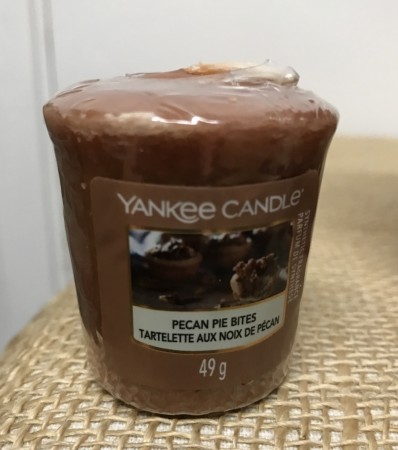 YANKEE CANDLE
PECAN PIE BITES
TARTELETTE AUX NOIX DE PÉCAN
49 g